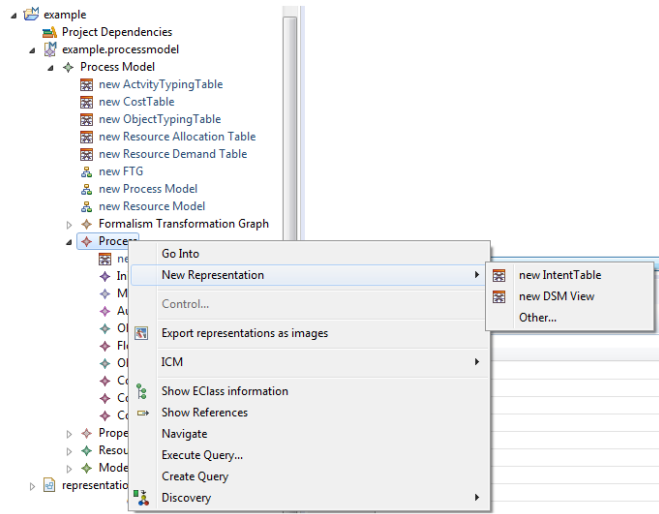 example
Project Dependencies
example.processmodel
Process Model
new ActvityTypingTable
new CostTable
new ObjectTypingTable
new Resource Allocation Table
new Resource Demand Table
new FTG
new Process Model
new Resource Model
Formalism Transformation Graph
Process
Go Into
New Representation
new IntentTable
new DSM View
Other...
Control...
Export representations as images
ICM
Show EClass information
Show References
Navigate
Execute Query...
Create Query
Discovery